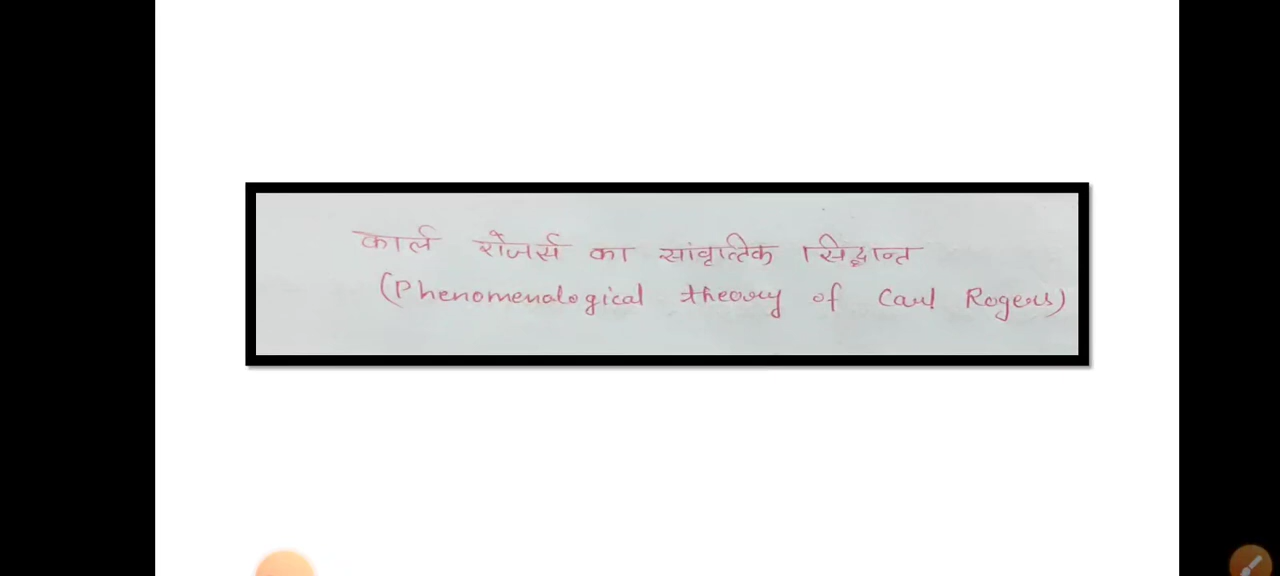 कार्ल रोजर्स का सांवृत्तिक सिद्धान्त
(Phenomenological theory of Carl Rogers)